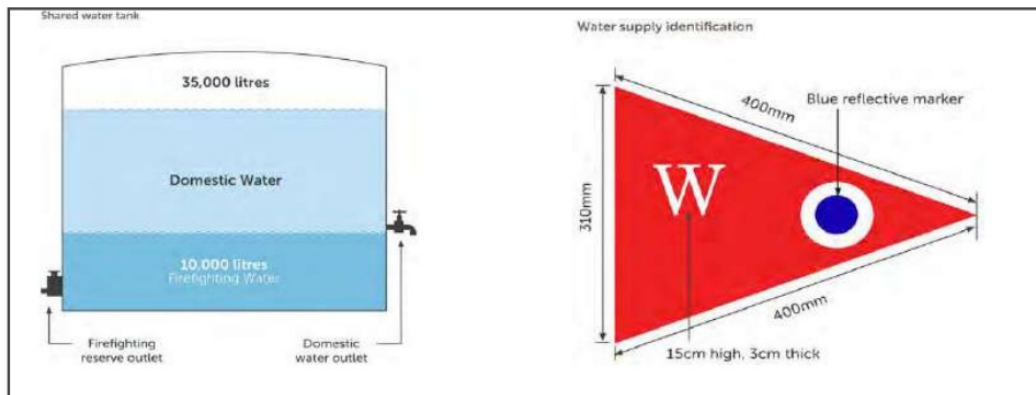 Shared water tank
35,000 litres
Domestic Water
10,000 litres
Firefighting Water
Firefighting
reserve outlet
Domestic
water outlet
Water supply identification
400mm
Blue reflective marker
310mm
W
400mm
15cm high, 3cm thick